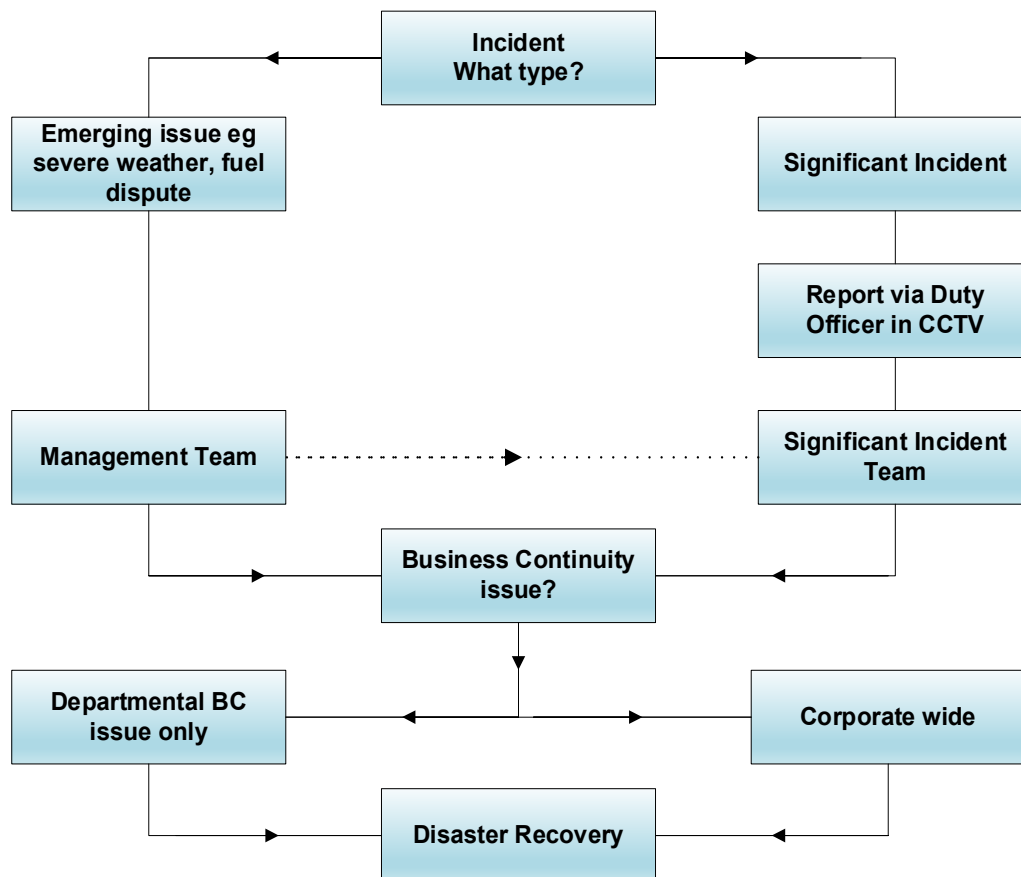 Incident
What type?
Emerging issue eg
severe weather, fuel
dispute
Significant Incident
Report via Duty
Officer in CCTV
Management Team
Significant Incident
Team
Business Continuity
issue?
Departmental BC
issue only
Corporate wide
Disaster Recovery